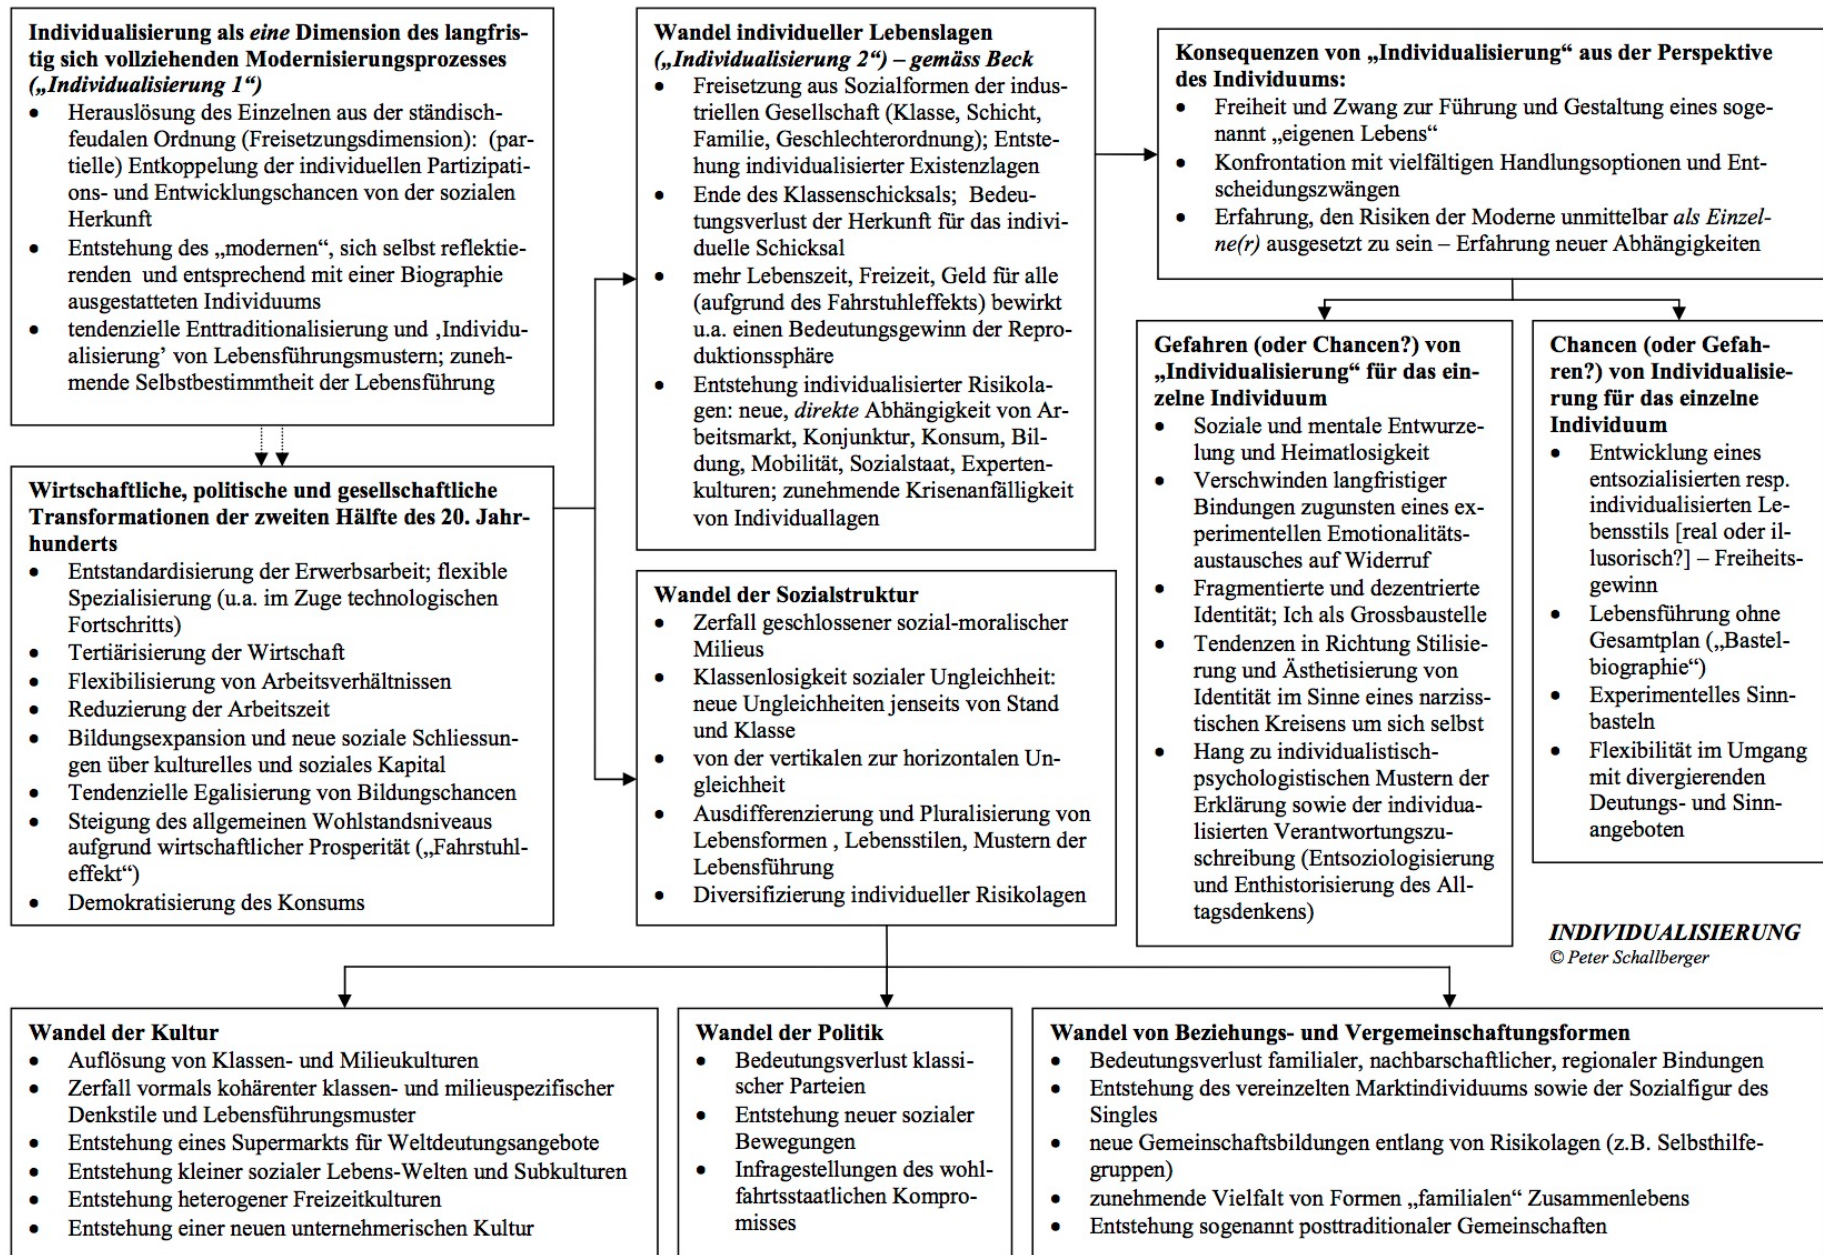 Individualisierung als eine Dimension des langfris-
tig sich vollziehenden Modernisierungsprozesses
(„Individualisierung 1“)
• Herauslösung des Einzelnen aus der ständisch-
feudalen Ordnung (Freisetzungsdimension): (par-
tielle) Entkoppelung der individuellen Partizipati-
ons- und Entwicklungschancen von der sozialen
Herkunft
• Entstehung des „modernen“, sich selbst reflektie-
renden und entsprechend mit einer Biographie
ausgestatteten Individuums
• tendenzielle Enttraditionalisierung und ‚Individu-
alisierung’ von Lebensführungsmustern; zuneh-
mende Selbstbestimmtheit der Lebensführung
Wirtschaftliche, politische und gesellschaftliche
Transformationen der zweiten Hälfte des 20. Jahr-
hunderts
• Entstandardisierung der Erwerbsarbeit; flexible
Spezialisierung (u.a. im Zuge technologischen
Fortschritts)
• Tertiärisierung der Wirtschaft
• Flexibilisierung von Arbeitsverhältnissen
• Reduzierung der Arbeitszeit
• Bildungsexpansion und neue soziale Schliessun-
gen über kulturelles und soziales Kapital
• Tendenzielle Egalisierung von Bildungschancen
• Steigung des allgemeinen Wohlstandsniveaus
aufgrund wirtschaftlicher Prosperität („Fahrstuhl-
effekt“)
• Demokratisierung des Konsums
Wandel individueller Lebenslagen
(„Individualisierung 2“) – gemäss Beck
• Freisetzung aus Sozialformen der indus-
triellen Gesellschaft (Klasse, Schicht,
Familie, Geschlechterordnung); Entste-
hung individualisierter Existenzlagen
• Ende des Klassenschicksals; Bedeu-
tungsverlust der Herkunft für das indivi-
duelle Schicksal
• mehr Lebenszeit, Freizeit, Geld für alle
(aufgrund des Fahrstuhleffekts) bewirkt
u.a. einen Bedeutungsgewinn der Repro-
duktionssphäre
• Entstehung individualisierter Risikola-
gen: neue, direkte Abhängigkeit von Ar-
beitsmarkt, Konjunktur, Konsum, Bil-
dung, Mobilität, Sozialstaat, Experten-
kulturen; zunehmende Krisenanfälligkeit
von Individuallagen
Wandel der Sozialstruktur
• Zerfall geschlossener sozial-moralischer
Milieus
• Klassenlosigkeit sozialer Ungleichheit:
neue Ungleichheiten jenseits von Stand
und Klasse
• von der vertikalen zur horizontalen Un-
gleichheit
• Ausdifferenzierung und Pluralisierung von
Lebensformen , Lebensstilen, Mustern der
Lebensführung
• Diversifizierung individueller Risikolagen
Konsequenzen von „Individualisierung“ aus der Perspektive
des Individuums:
• Freiheit und Zwang zur Führung und Gestaltung eines soge-
nannt „eigenen Lebens“
• Konfrontation mit vielfältigen Handlungsoptionen und Ent-
scheidungszwängen
• Erfahrung, den Risiken der Moderne unmittelbar als Einzel-
ne(r) ausgesetzt zu sein – Erfahrung neuer Abhängigkeiten
Gefahren (oder Chancen?) von
„Individualisierung“ für das ein-
zelne Individuum
• Soziale und mentale Entwurze-
lung und Heimatlosigkeit
• Verschwinden langfristiger
Bindungen zugunsten eines ex-
perimentellen Emotionalitäts-
austausches auf Widerruf
• Fragmentierte und dezentrierte
Identität; Ich als Grossbaustelle
• Tendenzen in Richtung Stilisie-
rung und Ästhetisierung von
Identität im Sinne eines narziss-
tischen Kreisens um sich selbst
• Hang zu individualistisch-
psychologistischen Mustern der
Erklärung sowie der individua-
lisierten Verantwortungszu-
schreibung (Entsoziologisierung
und Enthistorisierung des All-
tagsdenkens)
Chancen (oder Gefah-
ren?) von Individualisie-
rung für das einzelne
Individuum
• Entwicklung eines
entsozialisierten resp.
individualisierten Le-
bensstils [real oder il-
lusorisch?] – Freiheits-
gewinn
• Lebensführung ohne
Gesamtplan („Bastel-
biographie“)
• Experimentelles Sinn-
basteln
• Flexibilität im Umgang
mit divergierenden
Deutungs- und Sinn-
angeboten
INDIVIDUALISIERUNG
© Peter Schallberger
Wandel der Kultur
• Auflösung von Klassen- und Milieukulturen
• Zerfall vormals kohärenter klassen- und milieuspezifischer
Denkstile und Lebensführungsmuster
• Entstehung eines Supermarkts für Weltdeutungsangebote
• Entstehung kleiner sozialer Lebens-Welten und Subkulturen
• Entstehung heterogener Freizeitkulturen
• Entstehung einer neuen unternehmerischen Kultur
Wandel der Politik
• Bedeutungsverlust klassi-
scher Parteien
• Entstehung neuer sozialer
Bewegungen
• Infragestellungen des wohl-
fahrtsstaatlichen Kompro-
misses
Wandel von Beziehungs- und Vergemeinschaftungsformen
• Bedeutungsverlust familialer, nachbarschaftlicher, regionaler Bindungen
• Entstehung des vereinzelten Marktindividuums sowie der Sozialfigur des
Singles
• neue Gemeinschaftsbildungen entlang von Risikolagen (z.B. Selbsthilfe-
gruppen)
• zunehmende Vielfalt von Formen „familialen“ Zusammenlebens
• Entstehung sogenannt posttraditionaler Gemeinschaften